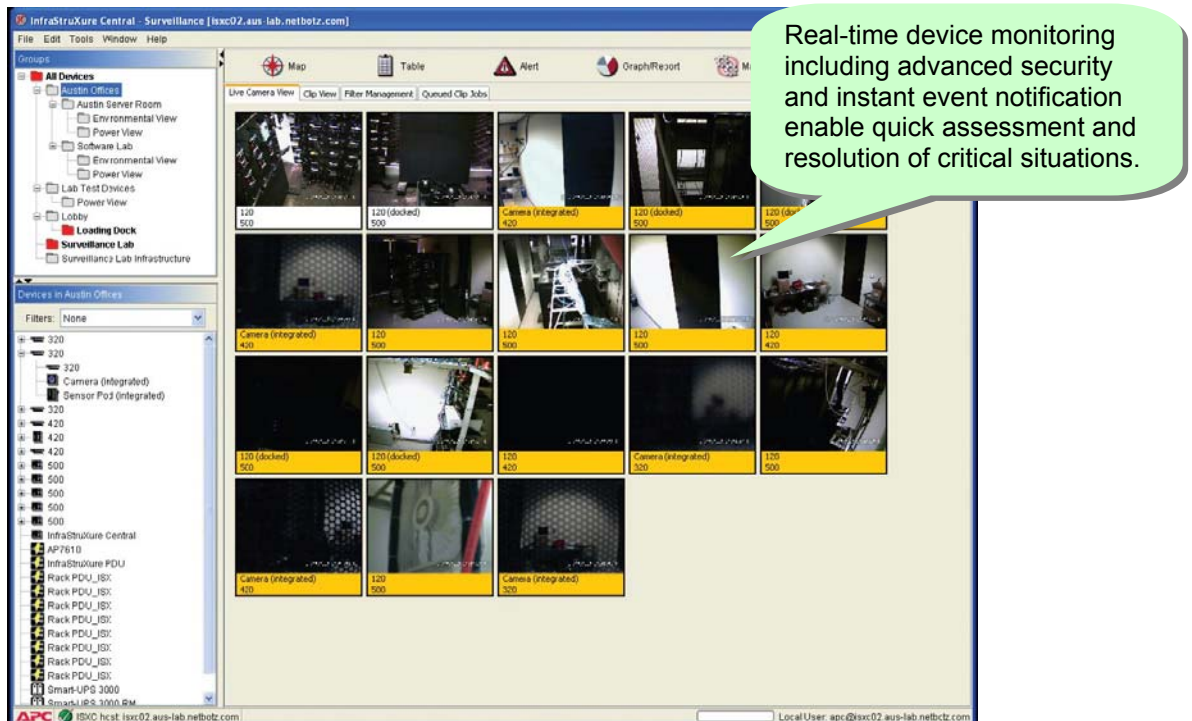 InfraStruXure Central - Surveillance [isxc02.aus-lab.netbotz.com]
File Edit Tools Window Help
Real-time device monitoring
including advanced security
and instant event notification
enable quick assessment and
resolution of critical situations.
Groups
All Devices
Austin Offices
Austin Server Room
Environmental View
Power View
Software Lab
Environmental View
Power View
Lab Test Devices
Power View
Lobby
Loading Dock
Surveillance Lab
Surveillance Lab Infrastructure
Map Table Alert Graph/Report
Live Camera View Clip View Filter Management Queued Clip Jobs
120
500
120 (docked)
500
Camera (integrated)
420
120 (docked)
500
120
500
Camera (integrated)
420
120
500
120
500
120
500
120
420
120 (docked)
500
120 (docked)
500
120
420
Camera (integrated)
320
120
500
Camera (integrated)
420
120
500
Camera (integrated)
320
Devices in Austin Offices
Filters: None
320
320
320
Camera (integrated)
Sensor Pod (integrated)
320
420
420
420
500
500
500
500
500
InfraStruXure Central
AP7610
InfraStruXure PDU
Rack PDU_ISX
Rack PDU_ISX
Rack PDU_ISX
Rack PDU_ISX
Rack PDU_ISX
Rack PDU_ISX
Rack PDU_ISX
Smart-UPS 3000
Smart-UPS 3000 RM
APC ISXC host: isxc02.aus-lab.netbotz.com
Local User: apc@isxc02.aus-lab.netbotz.com